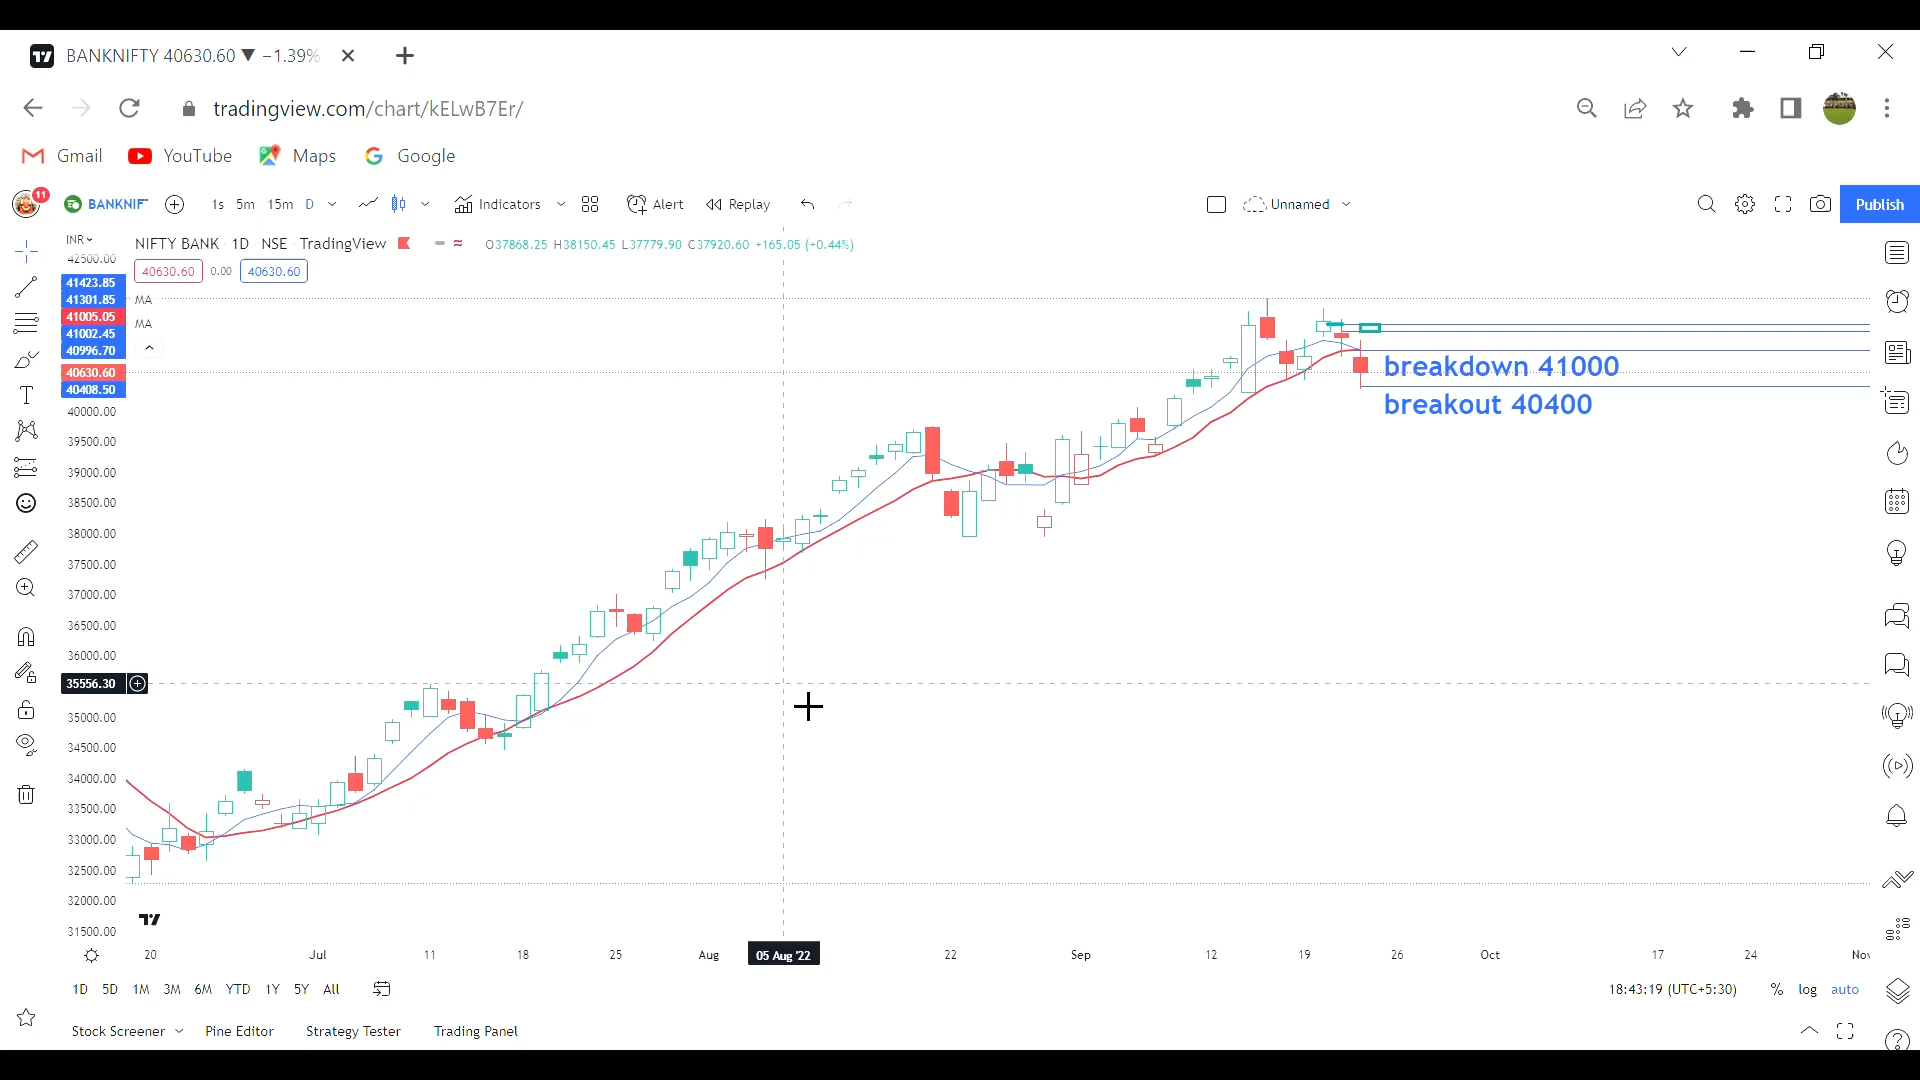 BANKNIFTY 40630.60 ▼ −1.39%
tradingview.com/chart/kELwB7Er/
Gmail YouTube Maps Google
11 BANKNIF 1s 5m 15m D Indicators Alert Replay Unnamed Publish
INR NIFTY BANK · 1D · NSE TradingView O37868.25 H38150.45 L37779.90 C37920.60 +165.05 (+0.44%)
42500.00
40630.60 0.00 40630.60
41423.85
41301.85 MA
41005.05
41002.45 MA
40996.70
40630.60 breakdown 41000
40408.50
breakout 40400
40000.00
39500.00
39000.00
38500.00
38000.00
37500.00
37000.00
36500.00
36000.00
35556.30
35000.00
34500.00
34000.00
33500.00
33000.00
32500.00
32000.00
31500.00
20 Jul 11 18 25 Aug 05 Aug '22 22 Sep 12 19 26 Oct 17 24 Nov
1D 5D 1M 3M 6M YTD 1Y 5Y All 18:43:19 (UTC+5:30) % log auto
Stock Screener Pine Editor Strategy Tester Trading Panel